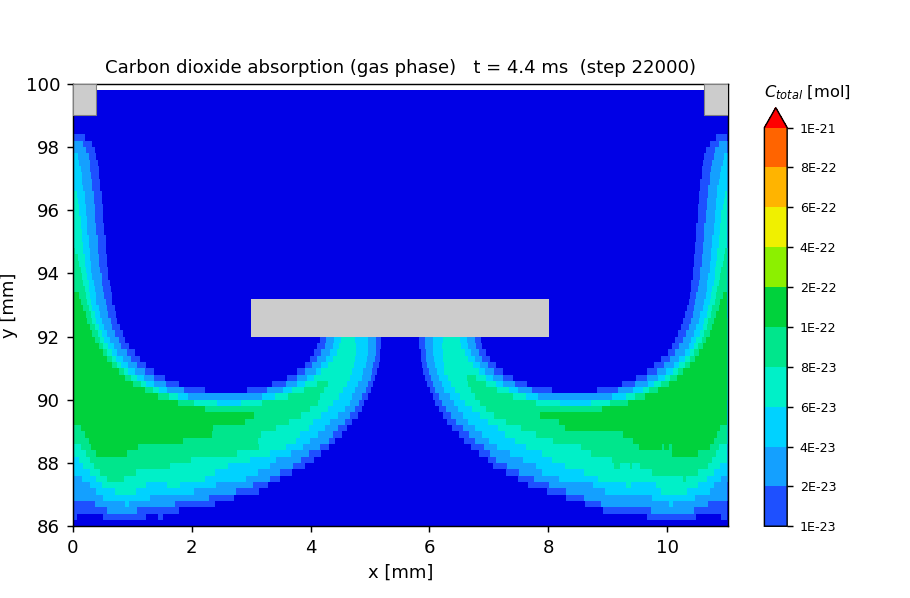 Carbon dioxide absorption (gas phase)   t = 4.4 ms  (step 22000)
C_total [mol]
100
98
96
94
92
90
88
86
y [mm]
0 2 4 6 8 10
x [mm]
1E-21
8E-22
6E-22
4E-22
2E-22
1E-22
8E-23
6E-23
4E-23
2E-23
1E-23